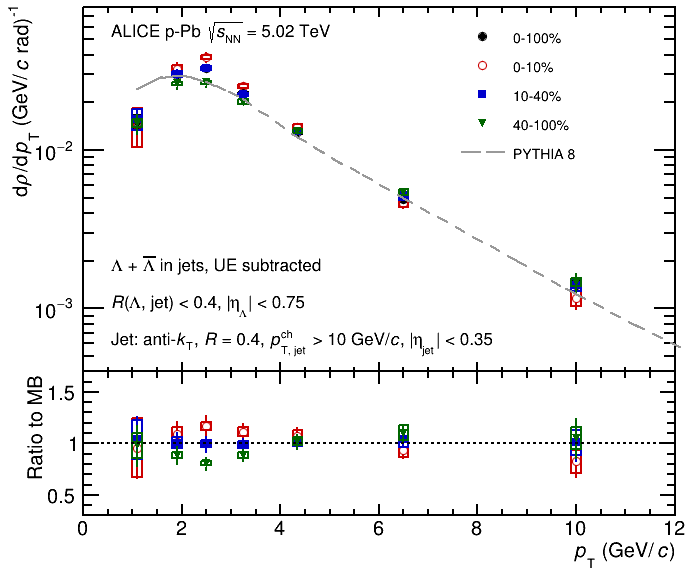 ALICE p-Pb √s_NN = 5.02 TeV
0-100%
0-10%
10-40%
40-100%
PYTHIA 8
dρ/dp_T (GeV/c rad)^-1
10^-2
10^-3
Λ + Λ̅ in jets, UE subtracted
R(Λ, jet) < 0.4, |η_Λ| < 0.75
Jet: anti-k_T, R = 0.4, p_T, jet^ch > 10 GeV/c, |η_jet| < 0.35
Ratio to MB
1.5
1
0.5
0 2 4 6 8 10 12
p_T (GeV/c)